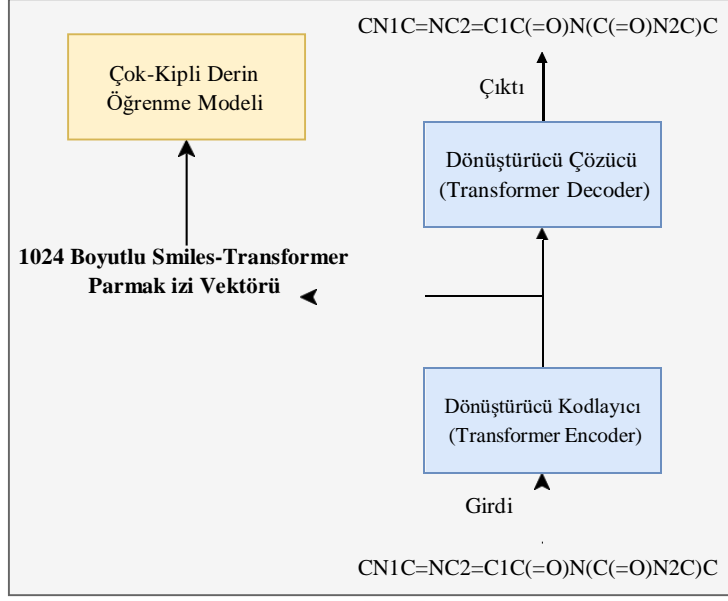 CN1C=NC2=C1C(=O)N(C(=O)N2C)C
Çok-Kipli Derin
Öğrenme Modeli
Çıktı
Dönüştürücü Çözücü
(Transformer Decoder)
1024 Boyutlu Smiles-Transformer
Parmak izi Vektörü
Dönüştürücü Kodlayıcı
(Transformer Encoder)
Girdi
CN1C=NC2=C1C(=O)N(C(=O)N2C)C